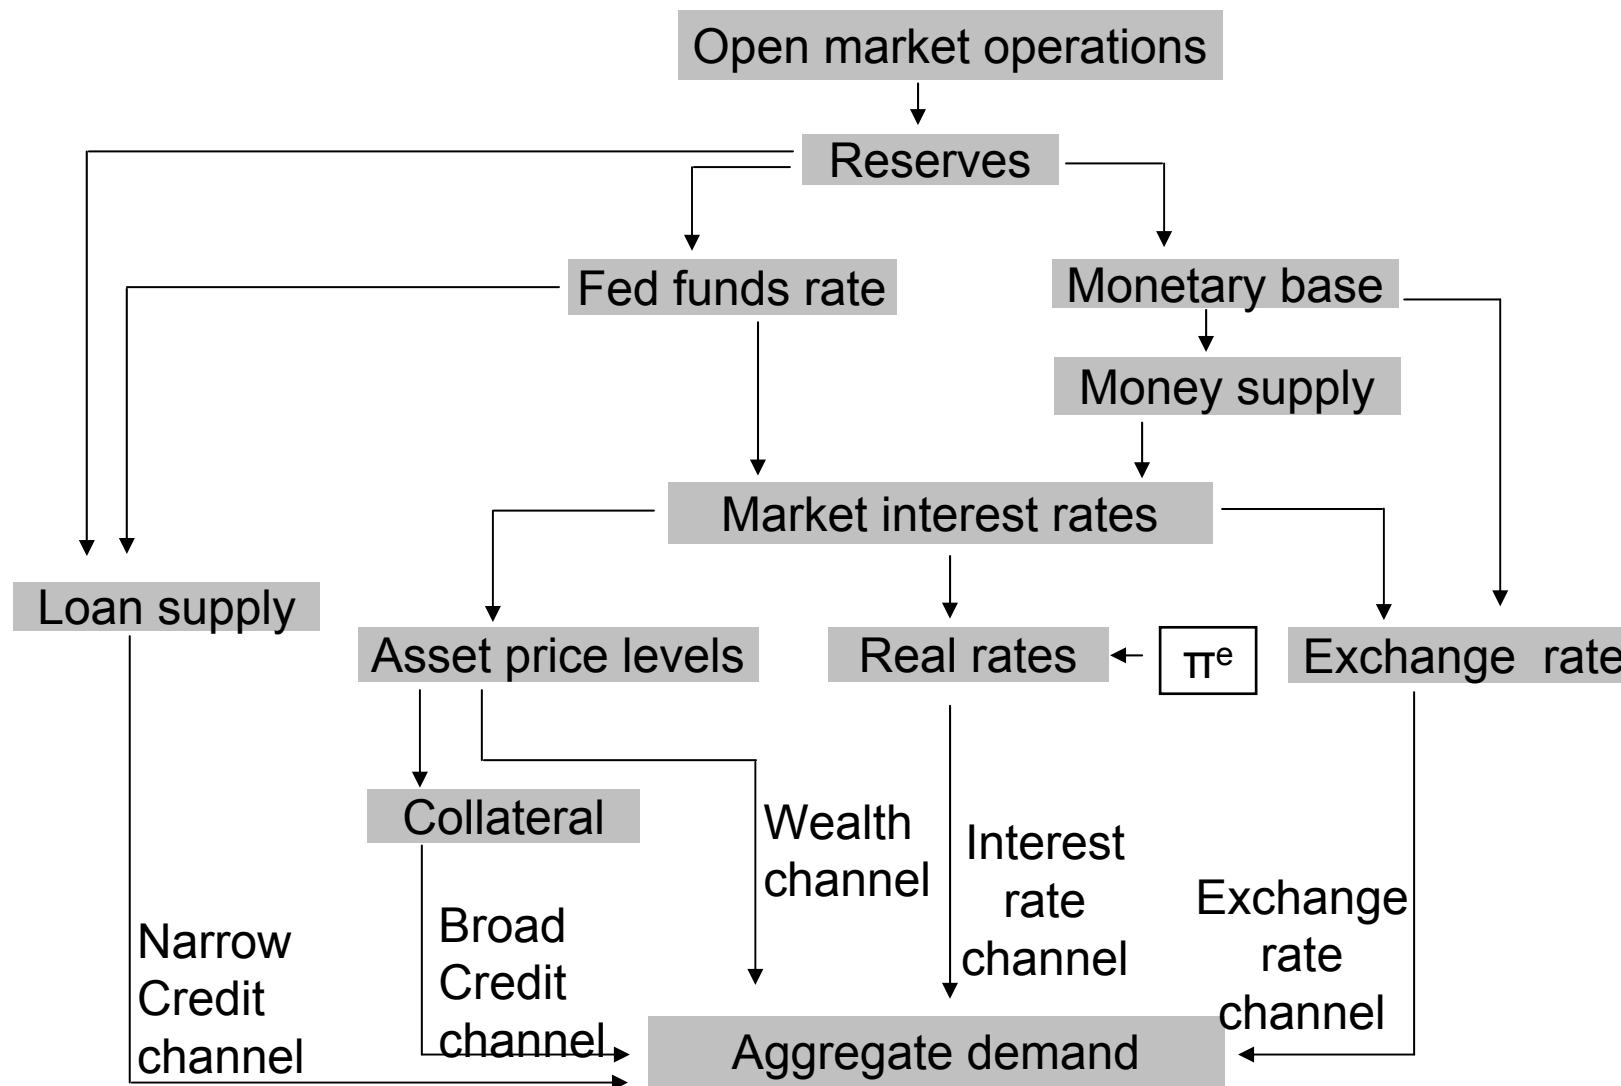 Open market operations
Reserves
Fed funds rate
Monetary base
Money supply
Market interest rates
Loan supply
Asset price levels
Real rates
πe
Exchange rate
Collateral
Wealth
channel
Interest
rate
channel
Exchange
rate
channel
Broad
Credit
channel
Narrow
Credit
channel
Aggregate demand